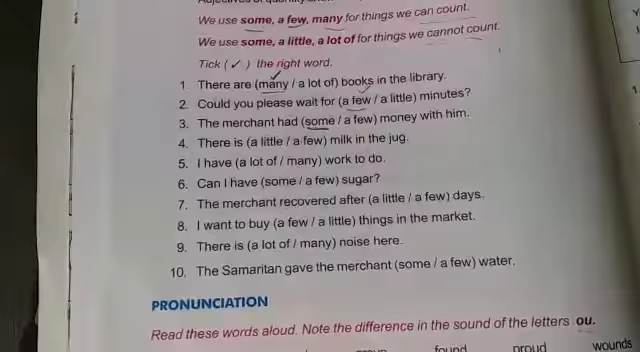 We use some, a few, many for things we can count.
We use some, a little, a lot of for things we cannot count.
Tick ( ✓ ) the right word.
1. There are (many / a lot of) books in the library.
2. Could you please wait for (a few / a little) minutes?
3. The merchant had (some / a few) money with him.
4. There is (a little / a few) milk in the jug.
5. I have (a lot of / many) work to do.
6. Can I have (some / a few) sugar?
7. The merchant recovered after (a little / a few) days.
8. I want to buy (a few / a little) things in the market.
9. There is (a lot of / many) noise here.
10. The Samaritan gave the merchant (some / a few) water.
PRONUNCIATION
Read these words aloud. Note the difference in the sound of the letters ou.
found proud wounds